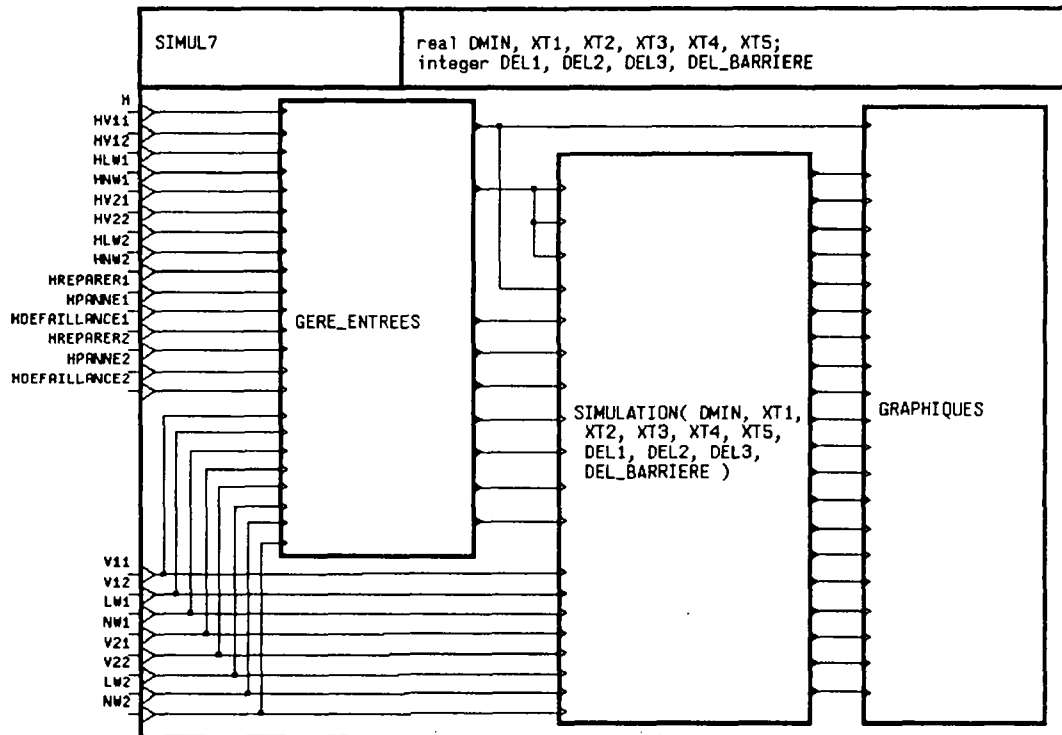 SIMUL7
real DMIN, XT1, XT2, XT3, XT4, XT5;
integer DEL1, DEL2, DEL3, DEL_BARRIERE
H
HV11
HV12
HLW1
HNW1
HV21
HV22
HLW2
HNW2
HREPARER1
HPANNE1
HDEFAILLANCE1
HREPARER2
HPANNE2
HDEFAILLANCE2
GERE_ENTREES
SIMULATION( DMIN, XT1,
XT2, XT3, XT4, XT5,
DEL1, DEL2, DEL3,
DEL_BARRIERE )
GRAPHIQUES
V11
V12
LW1
NW1
V21
V22
LW2
NW2